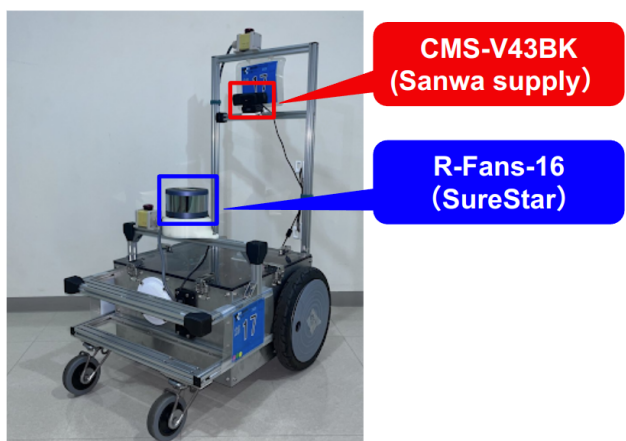 CMS-V43BK
(Sanwa supply）
R-Fans-16
（SureStar）
17
17